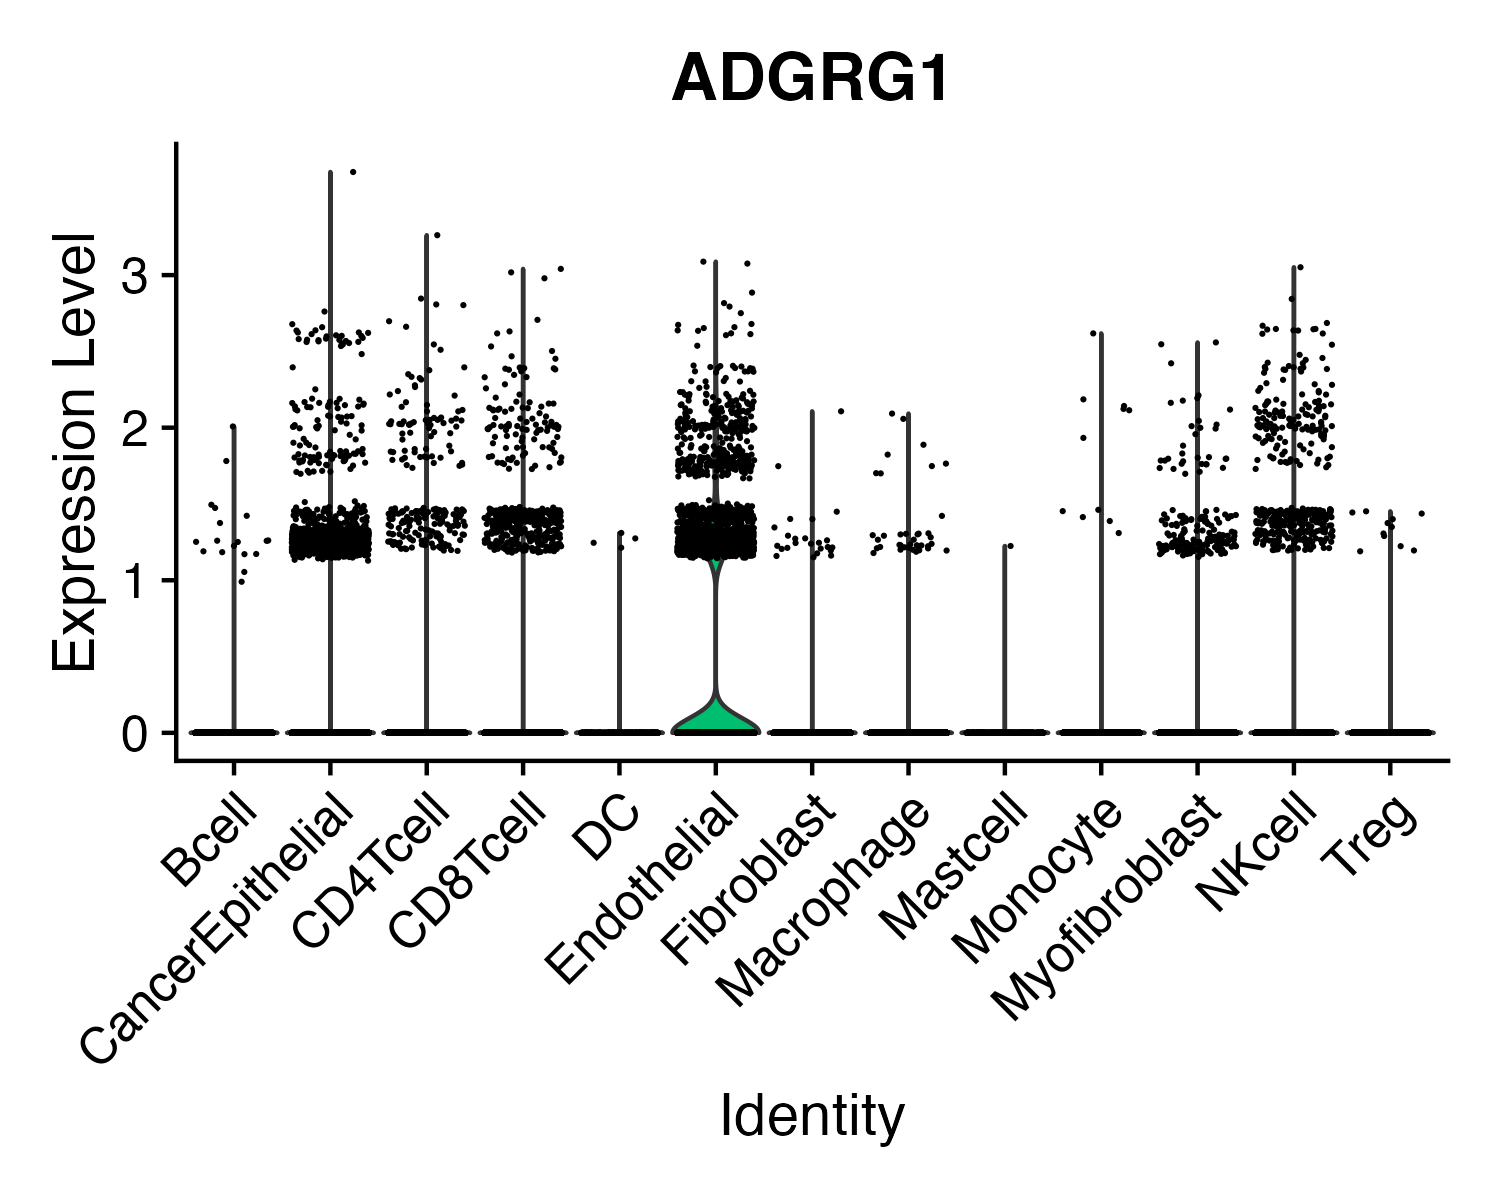 ADGRG1
Expression Level
3
2
1
0
Bcell
CancerEpithelial
CD4Tcell
CD8Tcell
DC
Endothelial
Fibroblast
Macrophage
Mastcell
Monocyte
Myofibroblast
NKcell
Treg
Identity